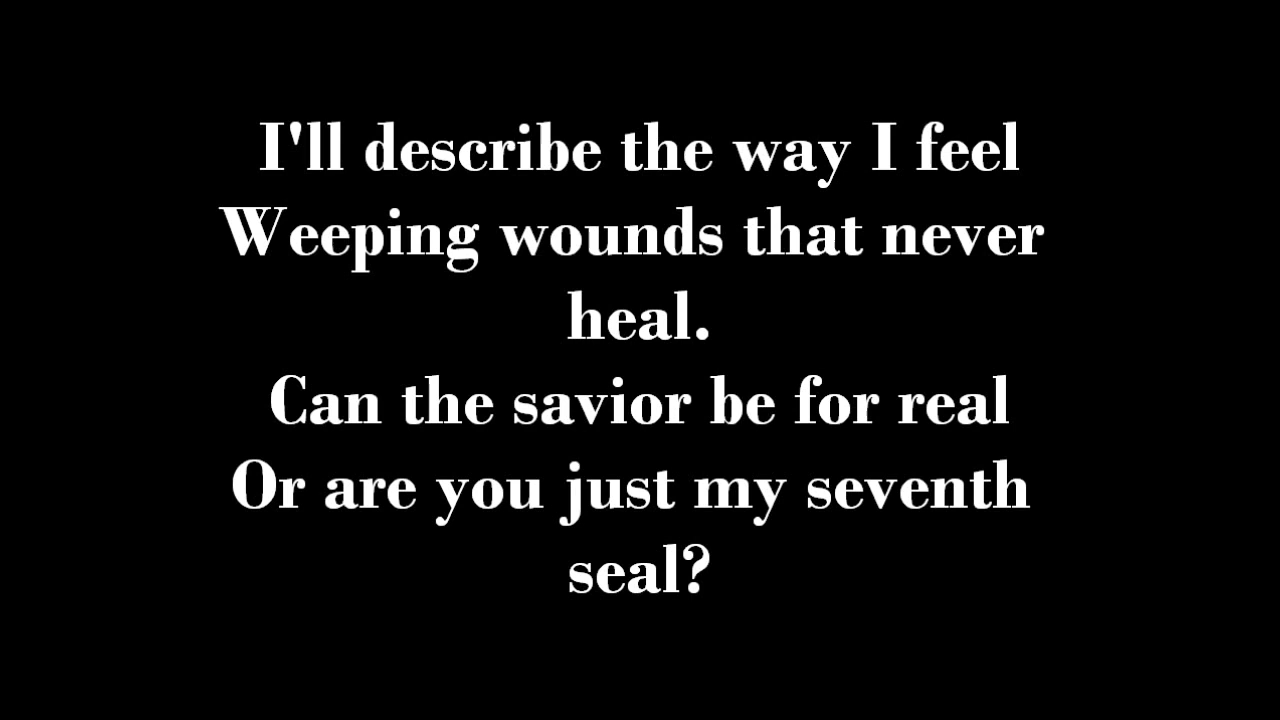 I'll describe the way I feel
Weeping wounds that never
heal.
Can the savior be for real
Or are you just my seventh
seal?